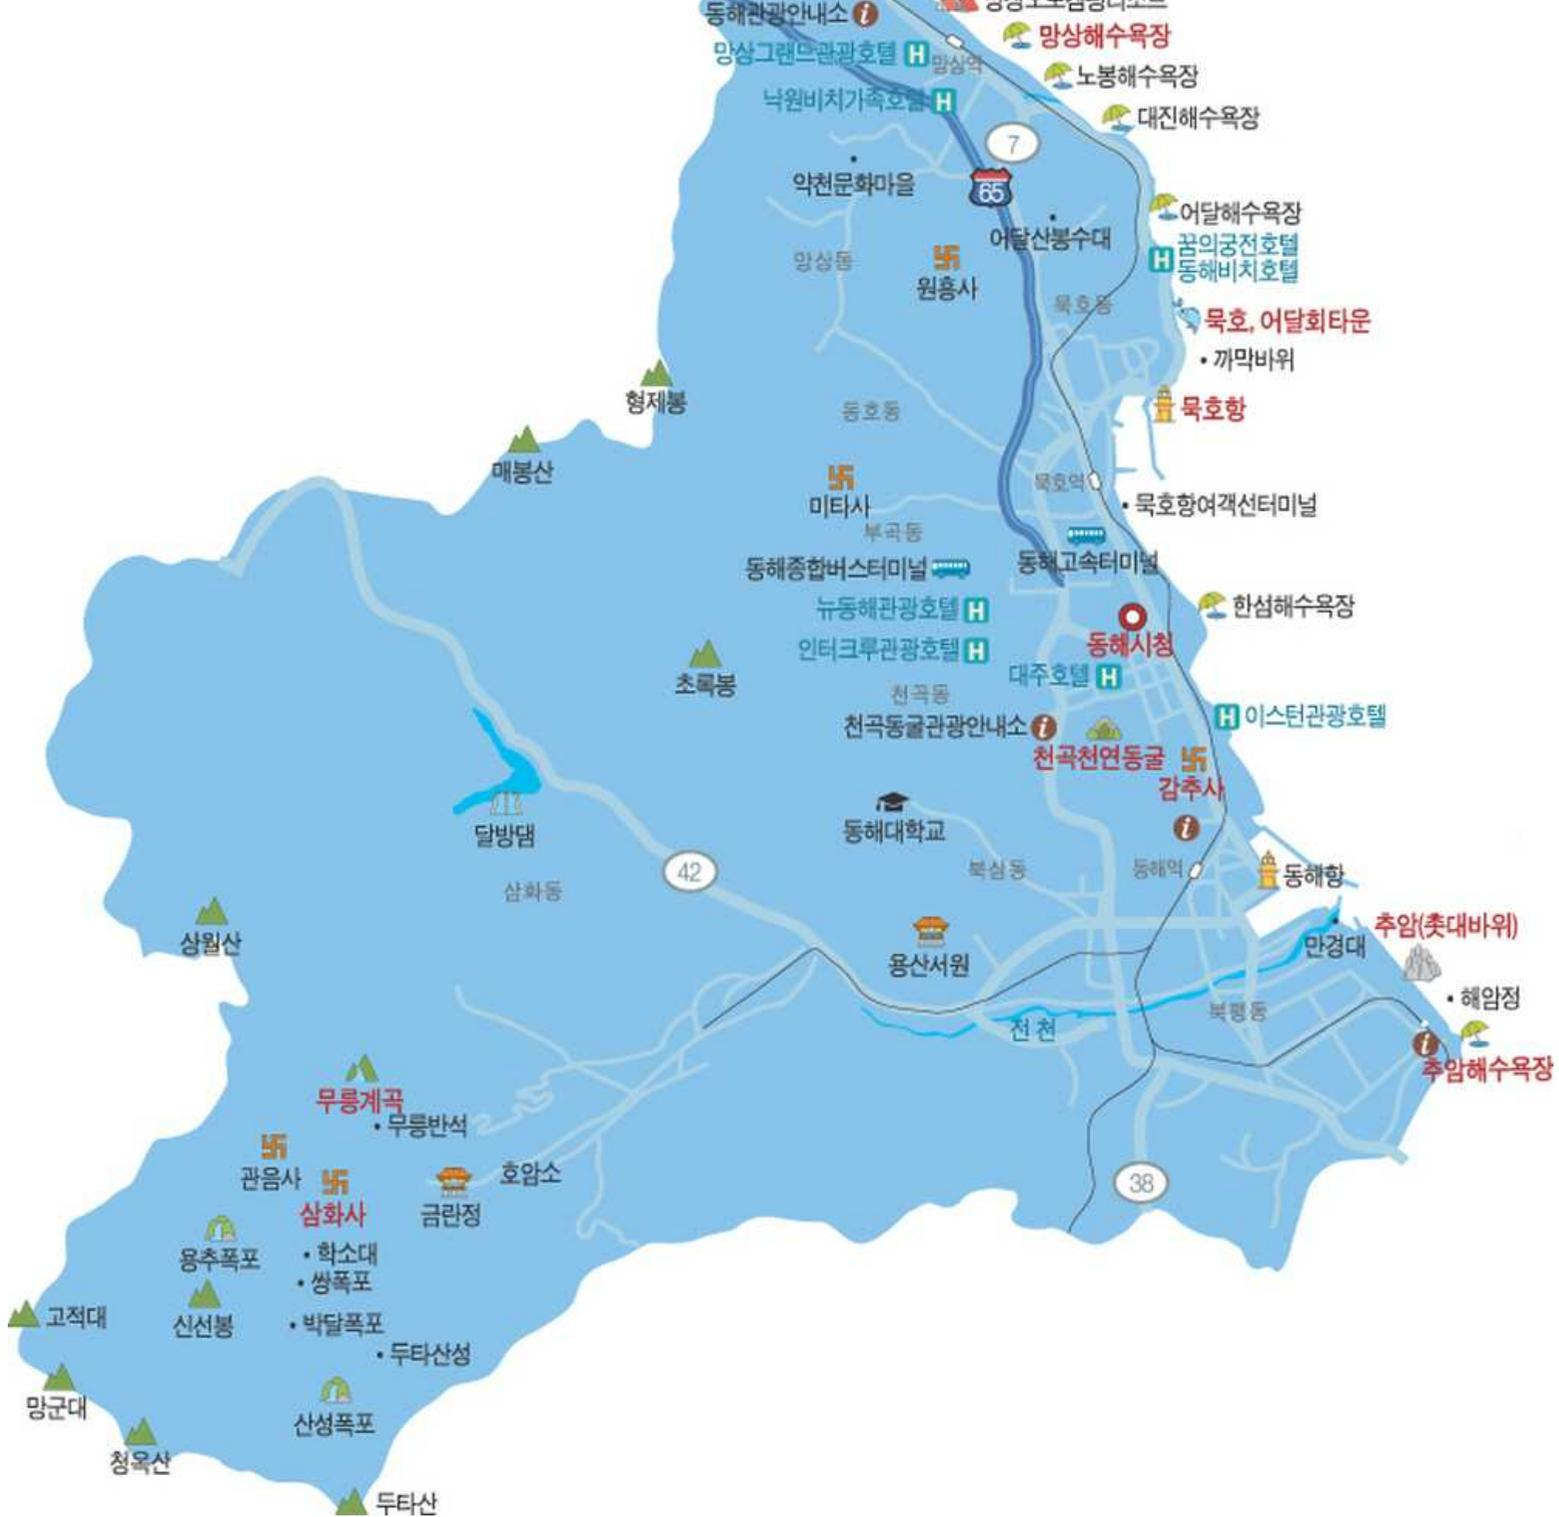 동해관광안내소
망상해수욕장
망상그랜드관광호텔
망상역
노봉해수욕장
낙원비치가족호텔
대진해수욕장
7
약천문화마을
65
어달해수욕장
어달산봉수대
꿈의궁전호텔
동해비치호텔
망상동
원흥사
묵호동
묵호, 어달회타운
까막바위
형제봉
묵호항
동호동
매봉산
묵호역
미타사
묵호항여객선터미널
부곡동
동해종합버스터미널
동해고속터미널
뉴동해관광호텔
한섬해수욕장
인터크루관광호텔
동해시청
초록봉
대주호텔
천곡동
이스턴관광호텔
천곡동굴관광안내소
천곡천연동굴
감추사
달방댐
동해대학교
42
북삼동
동해역
동해항
삼화동
추암(촛대바위)
상월산
만경대
용산서원
해암정
북평동
전천
추암해수욕장
무릉계곡
무릉반석
관음사
호암소
38
삼화사
금란정
용추폭포
학소대
쌍폭포
고적대
신선봉
박달폭포
두타산성
망군대
산성폭포
청옥산
두타산